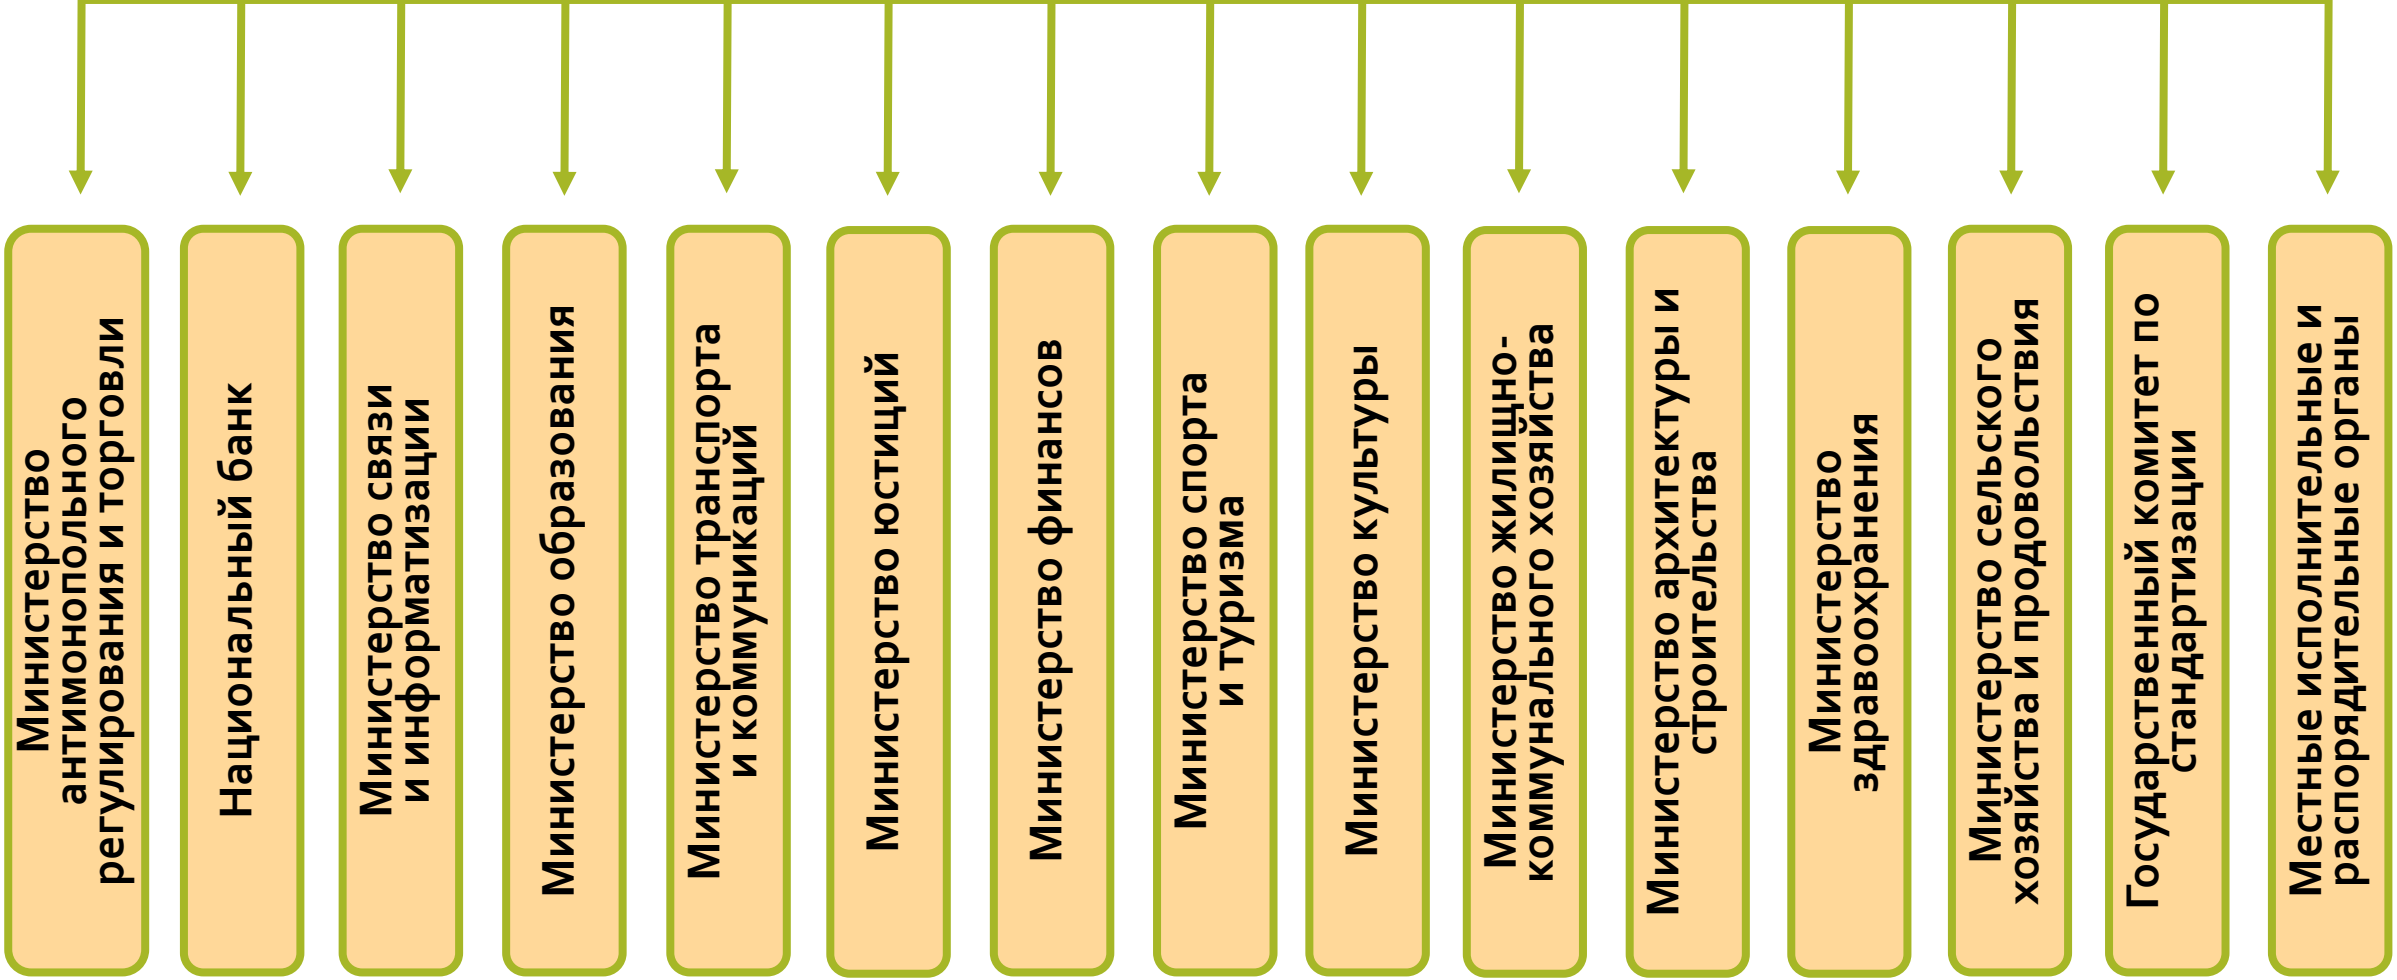 Министерство
антимонопольного
регулирования и торговли
Национальный банк
Министерство связи
и информатизации
Министерство образования
Министерство транспорта
и коммуникаций
Министерство юстиций
Министерство финансов
Министерство спорта
и туризма
Министерство культуры
Министерство жилищно-
коммунального хозяйства
Министерство архитектуры и
строительства
Министерство
здравоохранения
Министерство сельского
хозяйства и продовольствия
Государственный комитет по
стандартизации
Местные исполнительные и
распорядительные органы